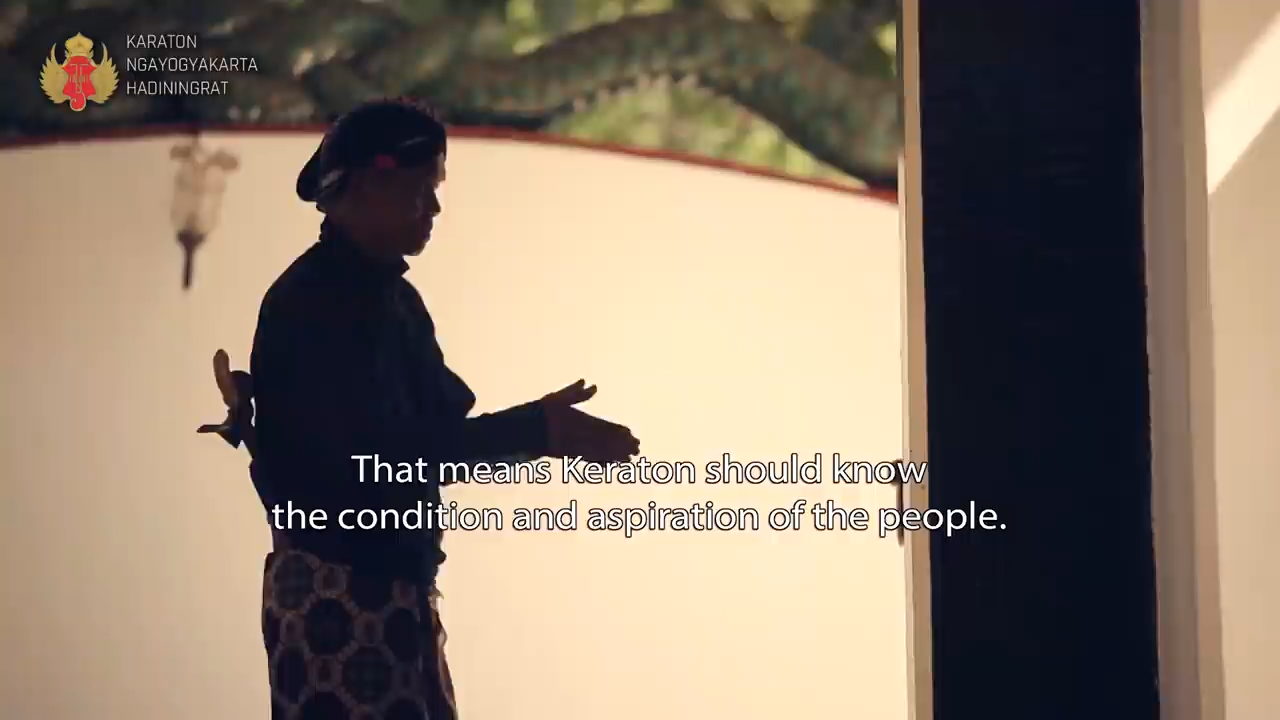 KARATON
NGAYOGYAKARTA
HADININGRAT
That means Keraton should know
the condition and aspiration of the people.